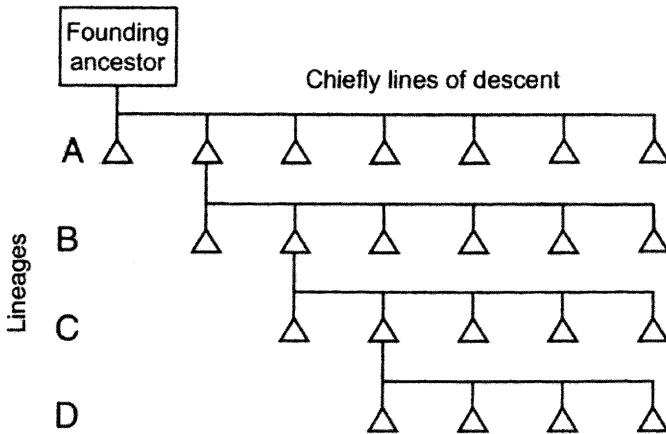 Founding
ancestor
Chiefly lines of descent
A
B
Lineages
C
D